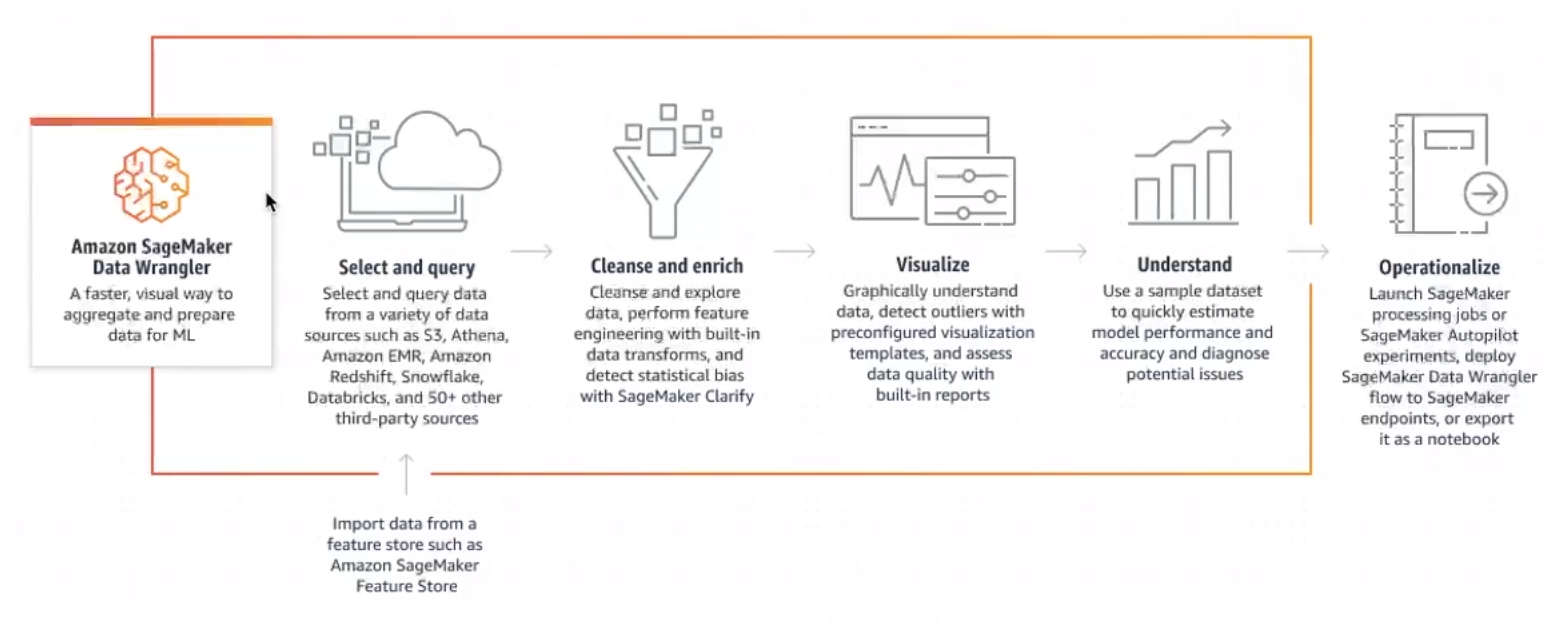 Amazon SageMaker
Data Wrangler
A faster, visual way to
aggregate and prepare
data for ML
Select and query
Select and query data
from a variety of data
sources such as S3, Athena,
Amazon EMR, Amazon
Redshift, Snowflake,
Databricks, and 50+ other
third-party sources
Import data from a
feature store such as
Amazon SageMaker
Feature Store
Cleanse and enrich
Cleanse and explore
data, perform feature
engineering with built-in
data transforms, and
detect statistical bias
with SageMaker Clarify
Visualize
Graphically understand
data, detect outliers with
preconfigured visualization
templates, and assess
data quality with
built-in reports
Understand
Use a sample dataset
to quickly estimate
model performance and
accuracy and diagnose
potential issues
Operationalize
Launch SageMaker
processing jobs or
SageMaker Autopilot
experiments, deploy
SageMaker Data Wrangler
flow to SageMaker
endpoints, or export
it as a notebook